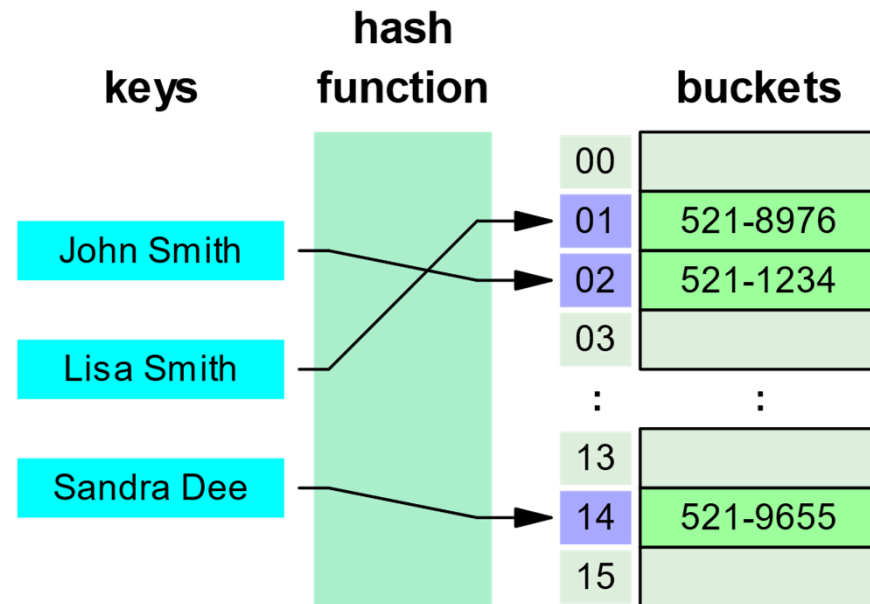 hash
keys function buckets
00
01 521-8976
John Smith
02 521-1234
03
Lisa Smith
: :
13
Sandra Dee
14 521-9655
15